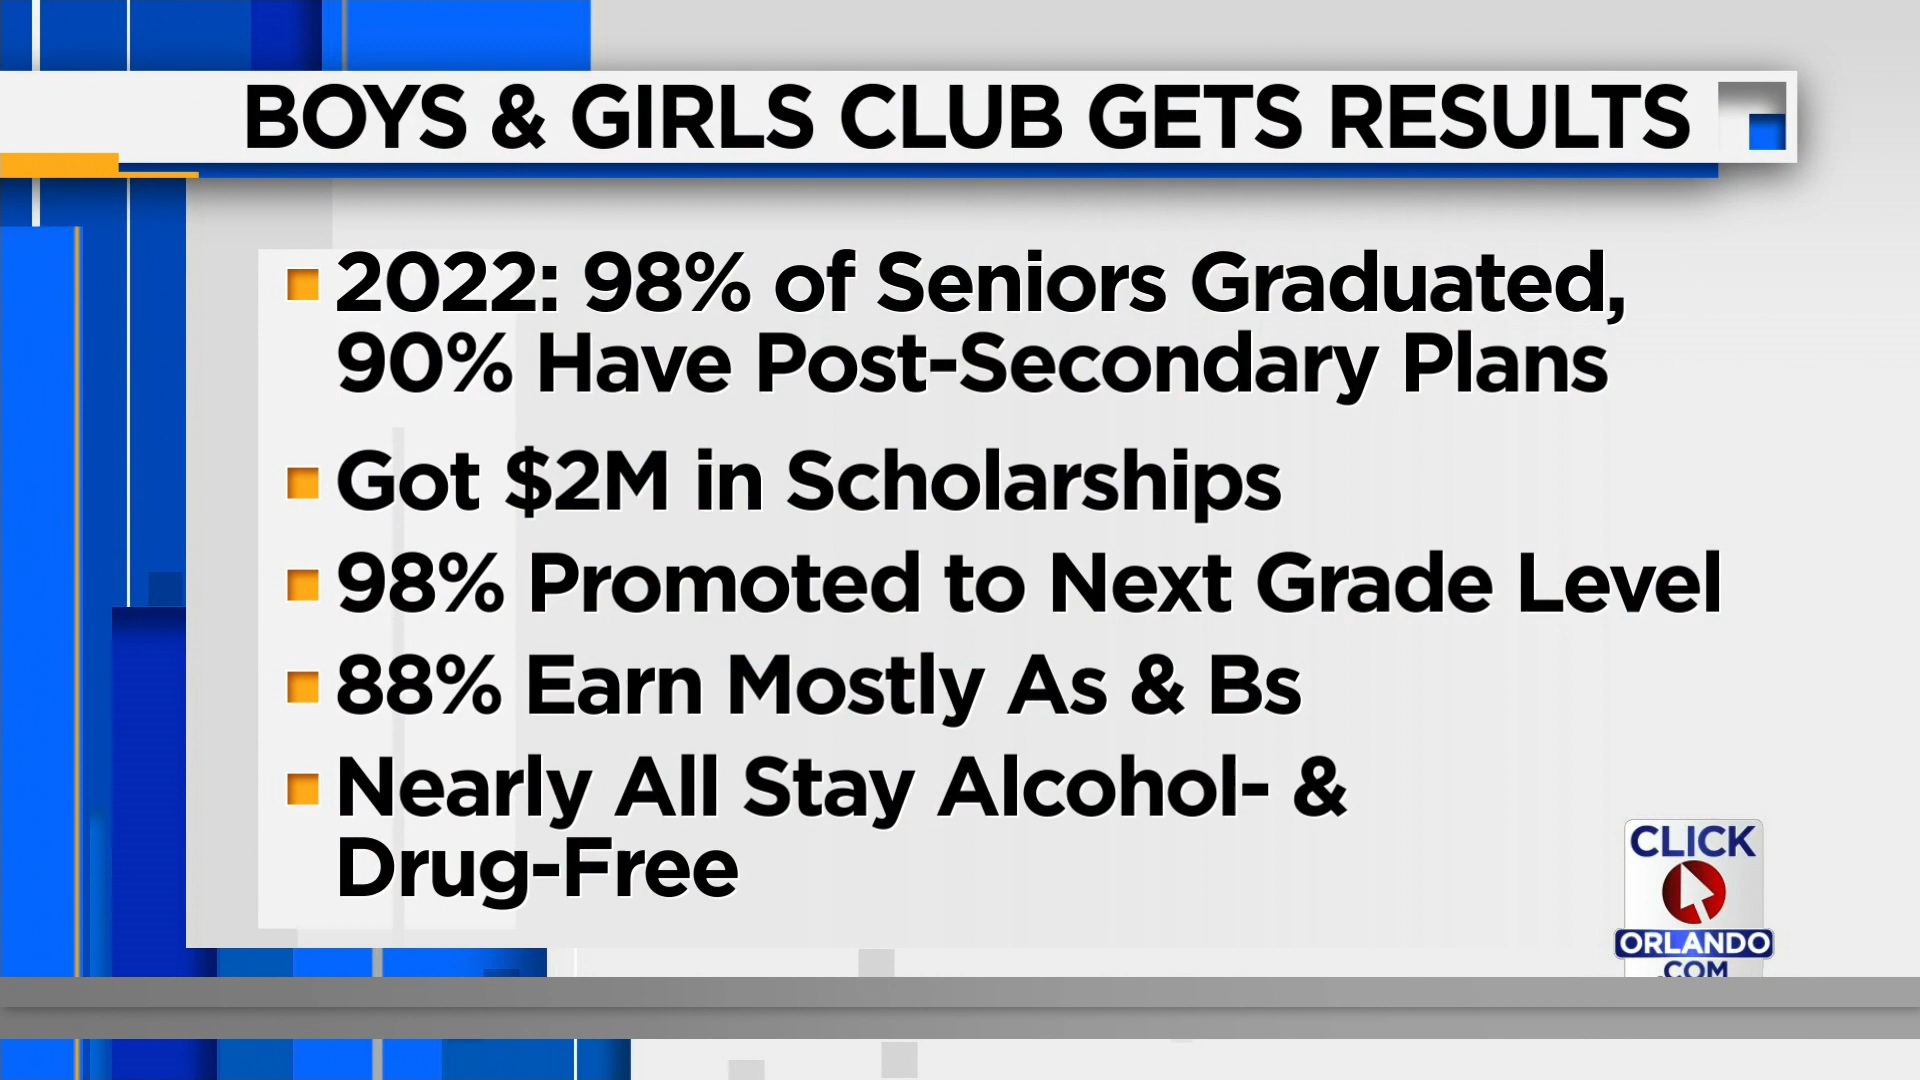 BOYS & GIRLS CLUB GETS RESULTS
2022: 98% of Seniors Graduated,
90% Have Post-Secondary Plans
Got $2M in Scholarships
98% Promoted to Next Grade Level
88% Earn Mostly As & Bs
Nearly All Stay Alcohol- &
Drug-Free
CLICK
ORLANDO
.COM